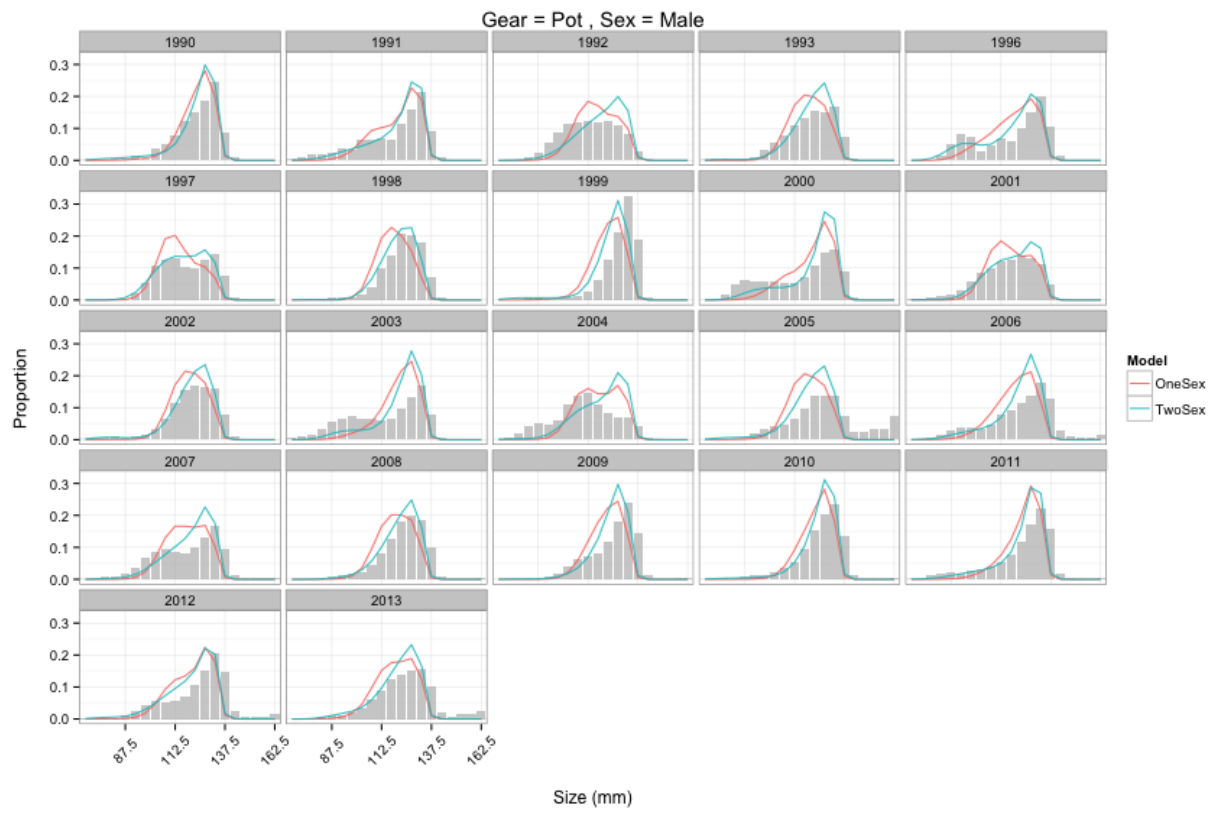 Gear = Pot , Sex = Male
1990 1991 1992 1993 1996
0.3
0.2
0.1
0.0
1997 1998 1999 2000 2001
0.3
0.2
0.1
0.0
2002 2003 2004 2005 2006
0.3
0.2
0.1
0.0
2007 2008 2009 2010 2011
0.3
0.2
0.1
0.0
2012 2013
0.3
0.2
0.1
0.0
87.5 112.5 137.5 162.5 87.5 112.5 137.5 162.5
Size (mm)
Proportion
Model
OneSex
TwoSex